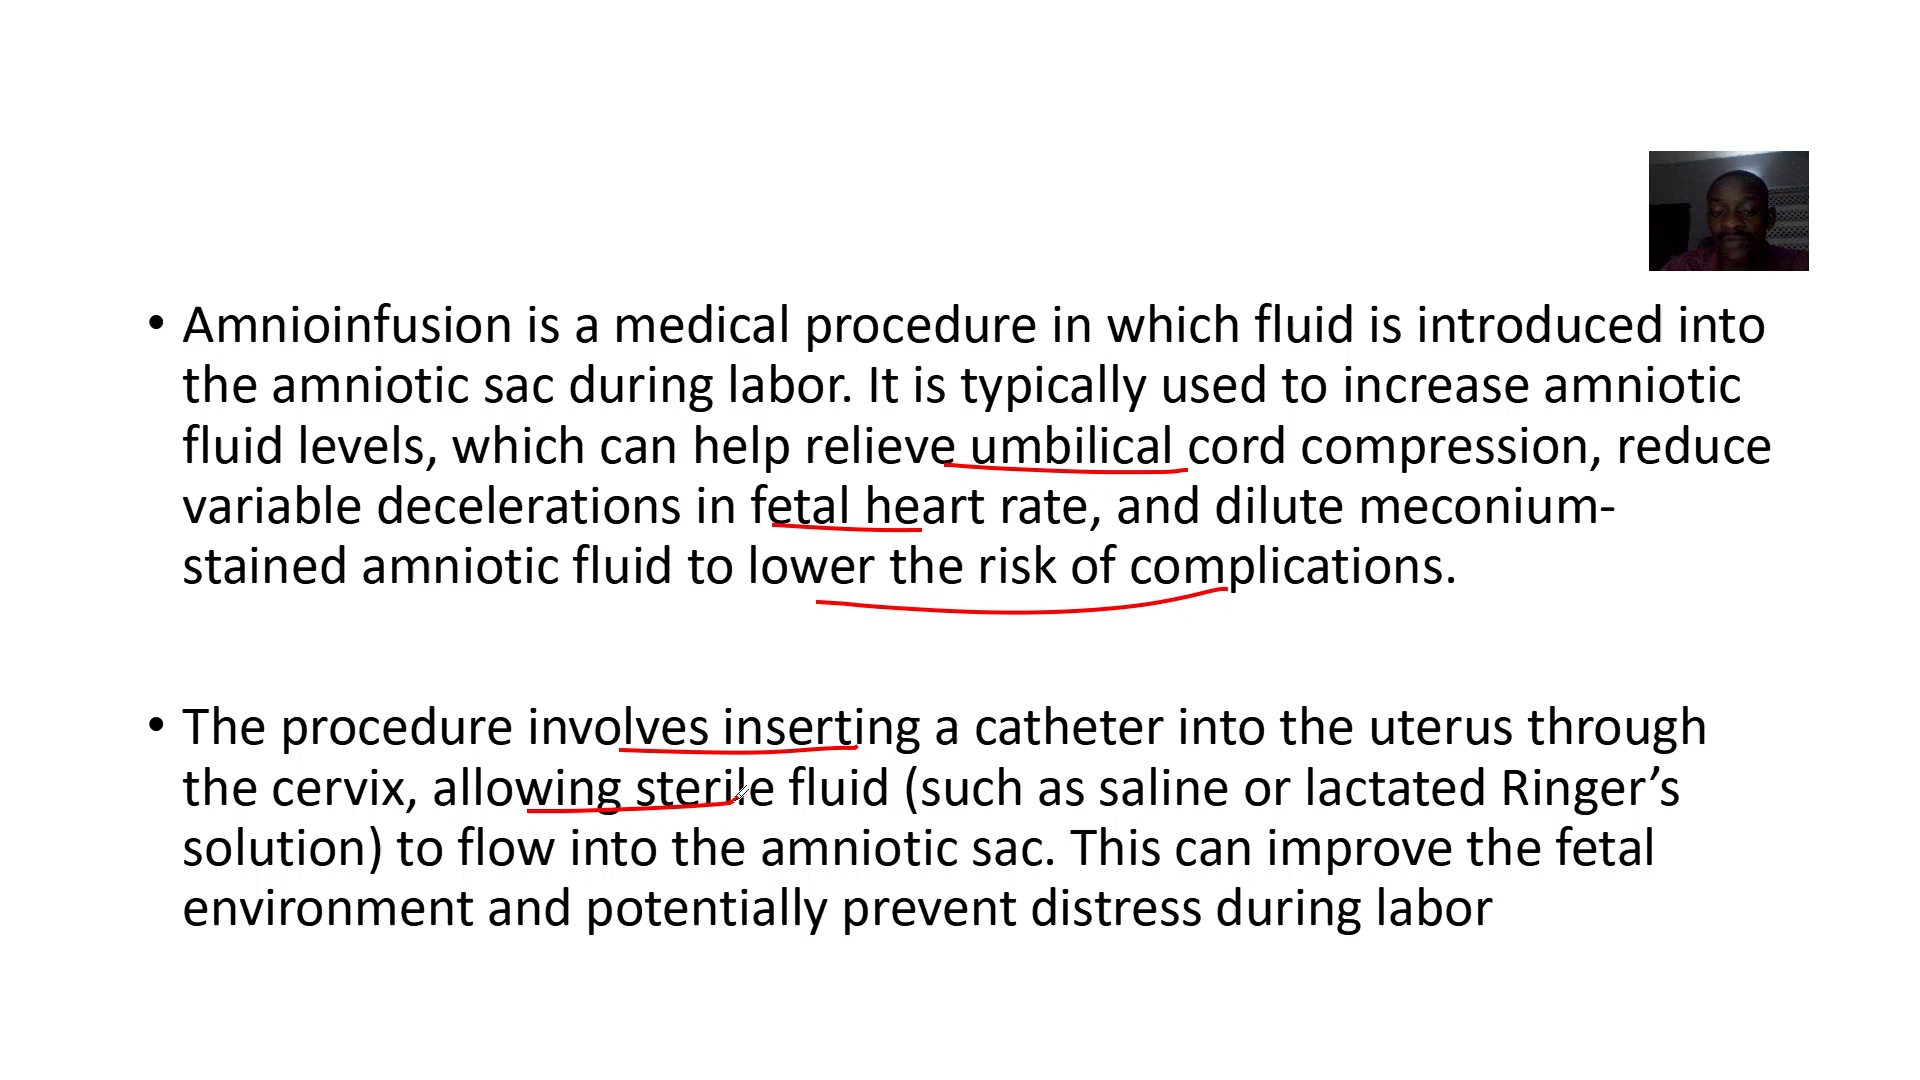 • Amnioinfusion is a medical procedure in which fluid is introduced into
the amniotic sac during labor. It is typically used to increase amniotic
fluid levels, which can help relieve umbilical cord compression, reduce
variable decelerations in fetal heart rate, and dilute meconium-
stained amniotic fluid to lower the risk of complications.
• The procedure involves inserting a catheter into the uterus through
the cervix, allowing sterile fluid (such as saline or lactated Ringer’s
solution) to flow into the amniotic sac. This can improve the fetal
environment and potentially prevent distress during labor